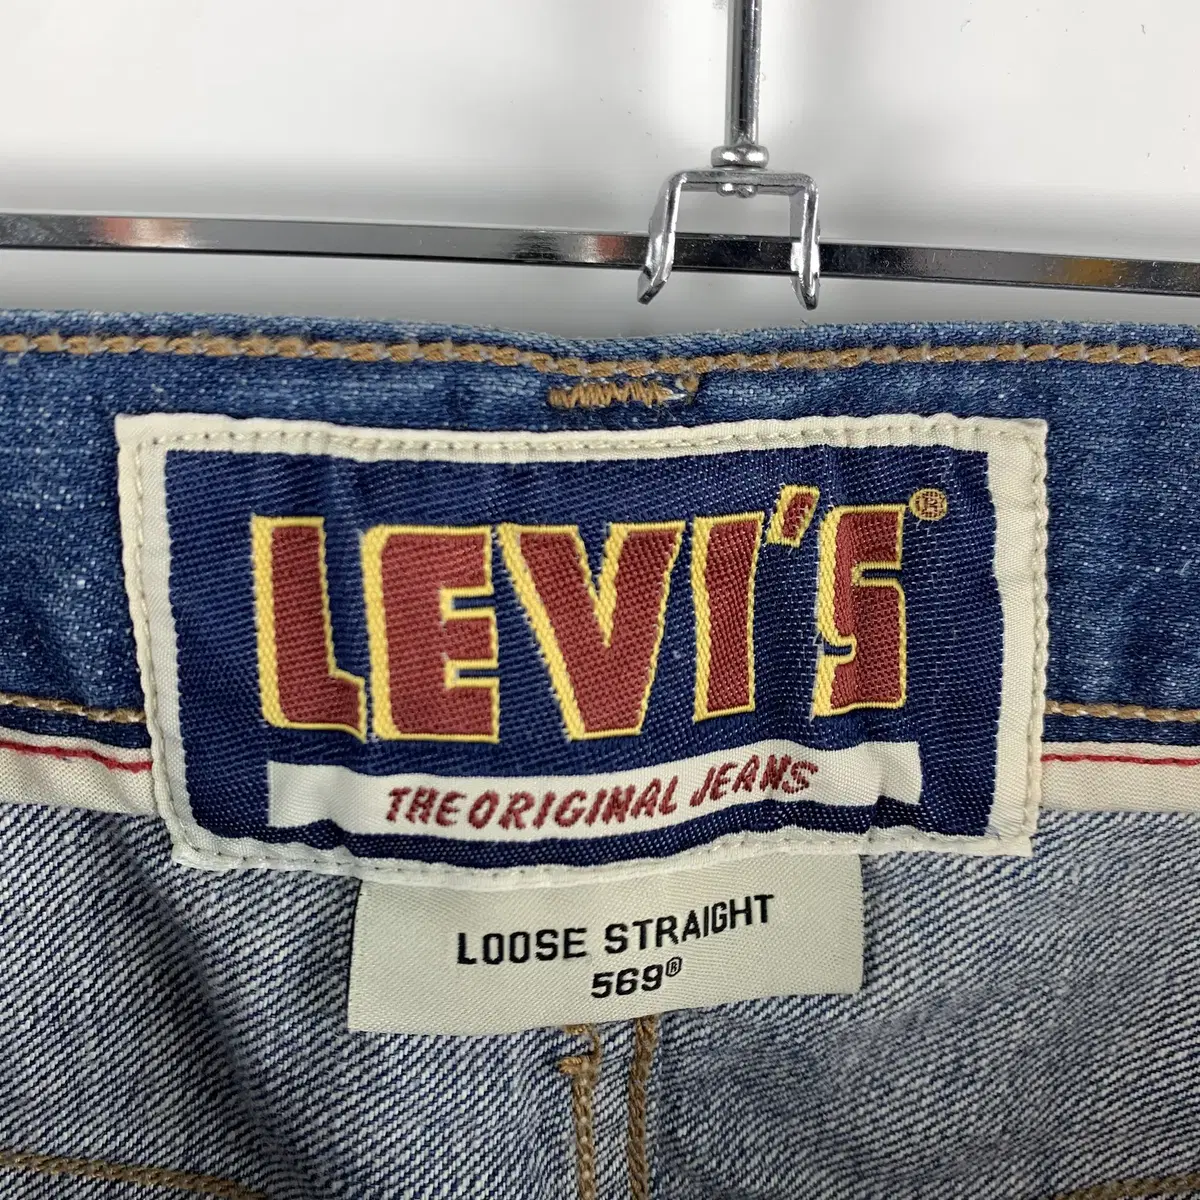 LEVI'S®
THE ORIGINAL JEANS
LOOSE STRAIGHT
569®